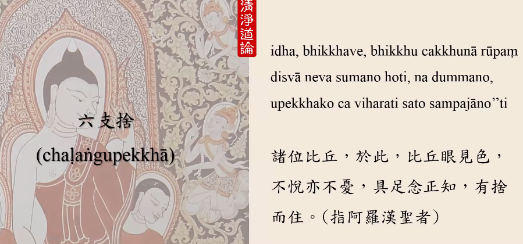 清淨道論
六支捨
(chaḷaṅgupekkhā)
idha, bhikkhave, bhikkhu cakkhunā rūpaṃ
disvā neva sumano hoti, na dummano,
upekkhako ca viharati sato sampajāno”ti
諸位比丘，於此，比丘眼見色，
不悅亦不憂，具足念正知，有捨
而住。(指阿羅漢聖者)